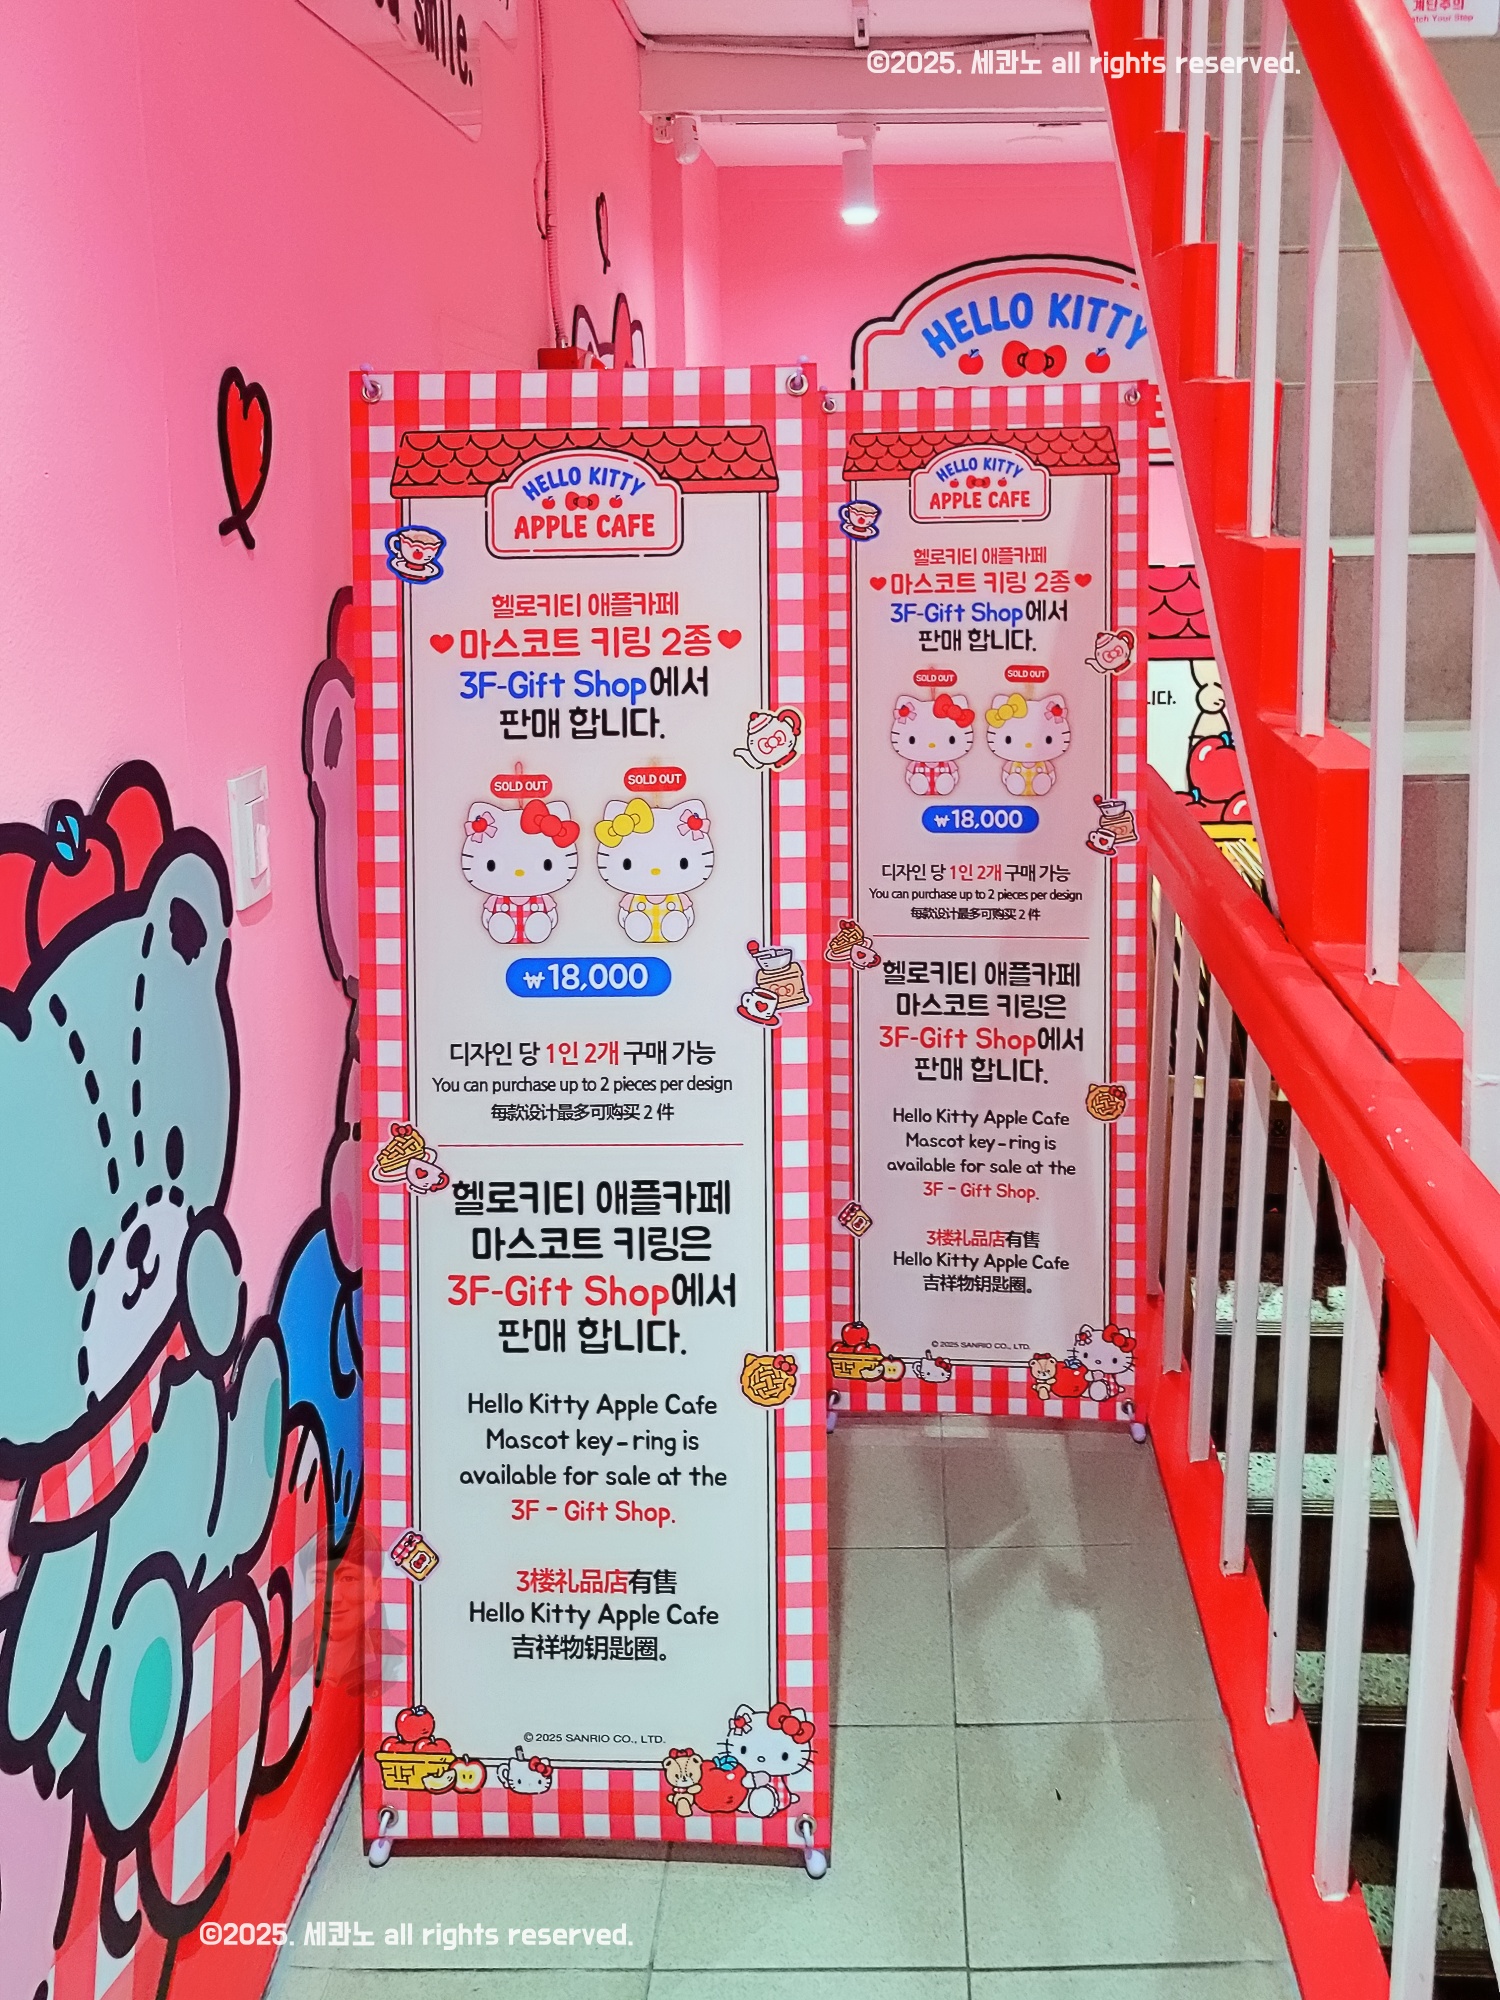 smile.
계단주의
Watch Your Step
©2025. 세콴노 all rights reserved.
HELLO KITTY
HELLO KITTY
APPLE CAFE
헬로키티 애플카페
마스코트 키링 2종
3F-Gift Shop에서
판매 합니다.
SOLD OUT
SOLD OUT
₩18,000
디자인 당 1인 2개 구매 가능
You can purchase up to 2 pieces per design
每款设计最多可购买 2 件
헬로키티 애플카페
마스코트 키링은
3F-Gift Shop에서
판매 합니다.
Hello Kitty Apple Cafe
Mascot key-ring is
available for sale at the
3F - Gift Shop.
3楼礼品店有售
Hello Kitty Apple Cafe
吉祥物钥匙圈。
© 2025 SANRIO CO., LTD.
HELLO KITTY
APPLE CAFE
헬로키티 애플카페
마스코트 키링 2종
3F-Gift Shop에서
판매 합니다.
SOLD OUT
SOLD OUT
₩18,000
디자인 당 1인 2개 구매 가능
You can purchase up to 2 pieces per design
每款设计最多可购买 2 件
헬로키티 애플카페
마스코트 키링은
3F-Gift Shop에서
판매 합니다.
Hello Kitty Apple Cafe
Mascot key-ring is
available for sale at the
3F - Gift Shop.
3楼礼品店有售
Hello Kitty Apple Cafe
吉祥物钥匙圈。
© 2025 SANRIO CO., LTD.
니다.
©2025. 세콴노 all rights reserved.